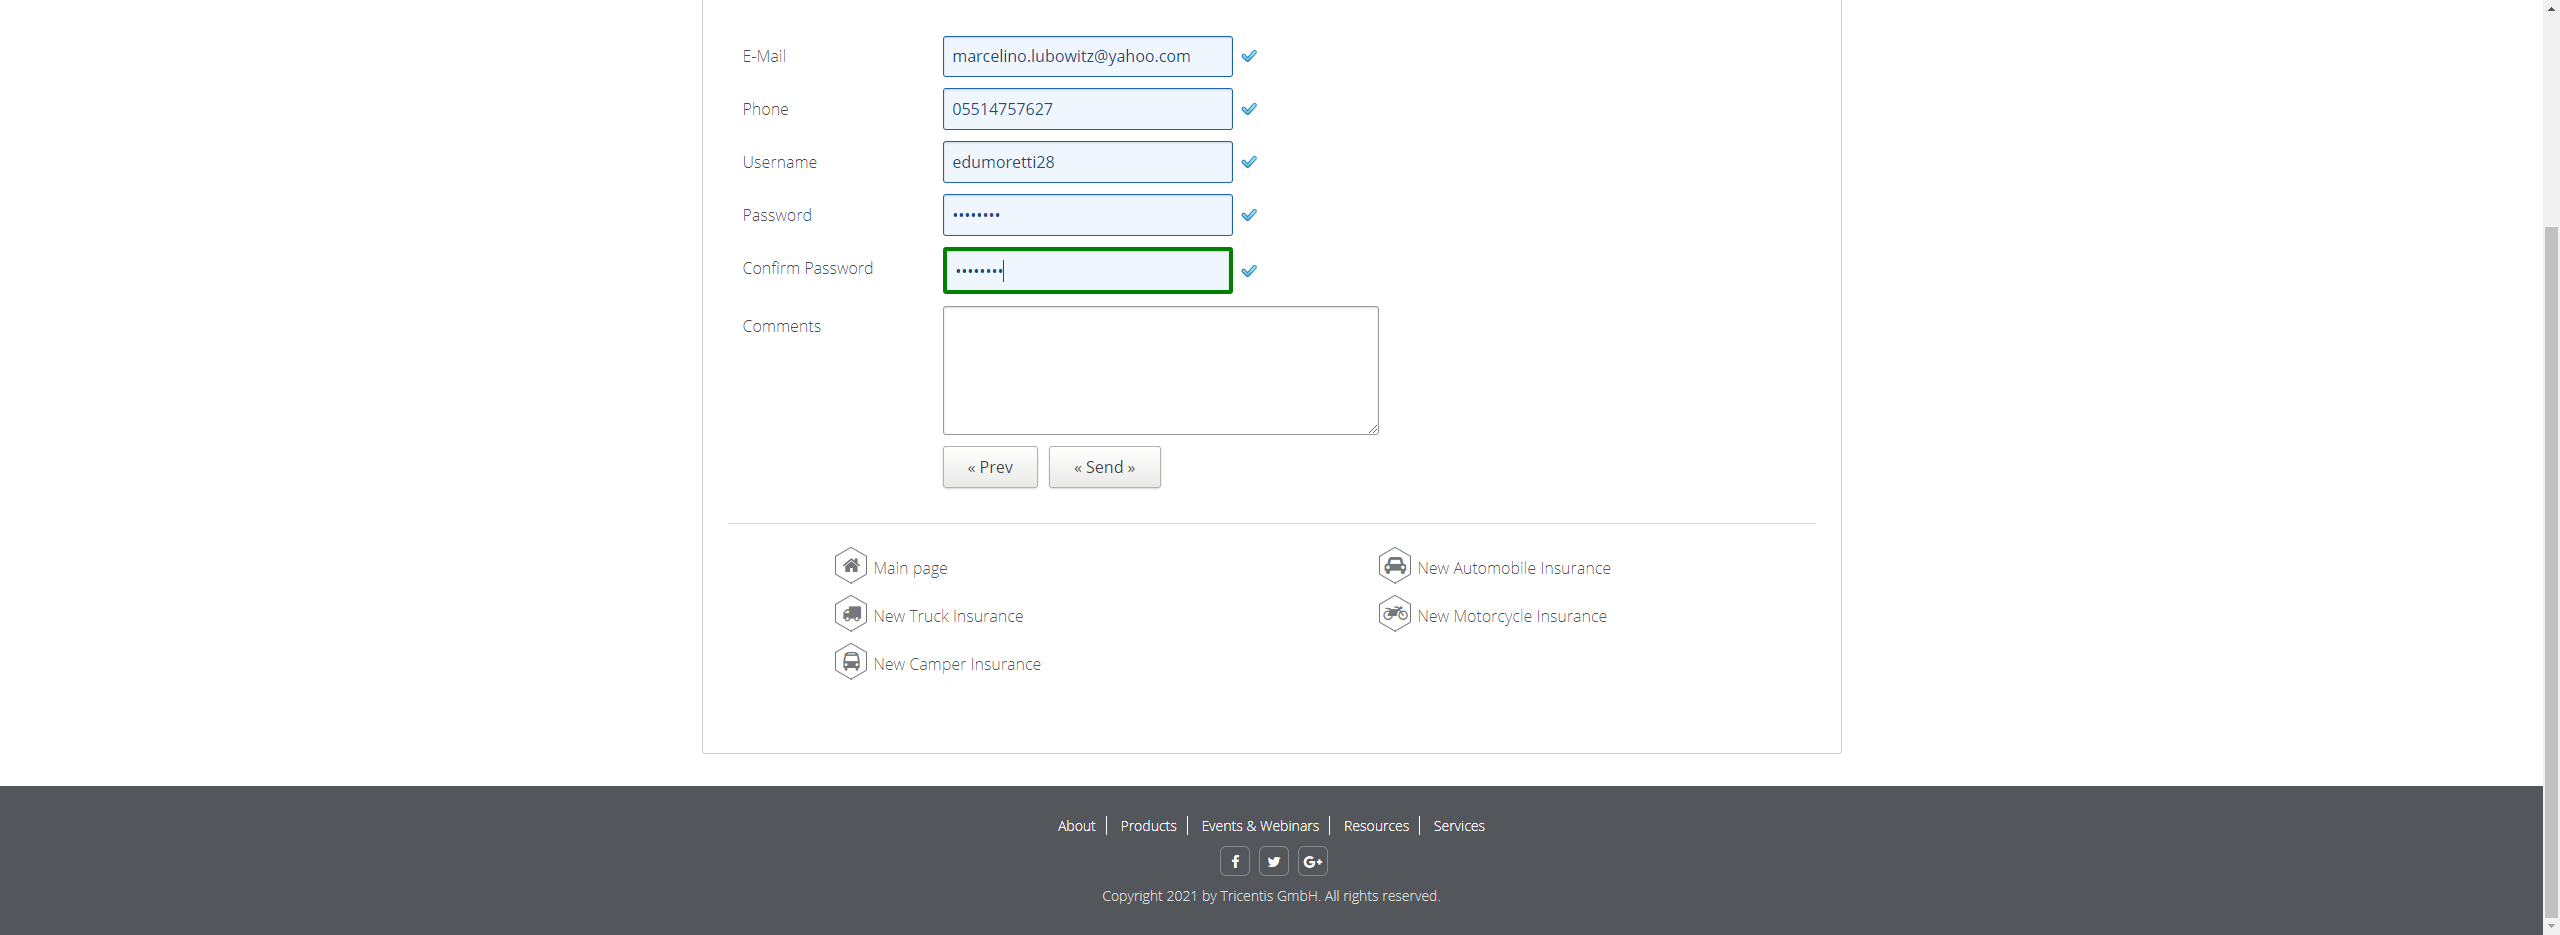 E-Mail marcelino.lubowitz@yahoo.com
Phone 05514757627
Username edumoretti28
Password ••••••••
Confirm Password ••••••••
Comments
« Prev « Send »
Main page New Automobile Insurance
New Truck Insurance New Motorcycle Insurance
New Camper Insurance
About Products Events & Webinars Resources Services
Copyright 2021 by Tricentis GmbH. All rights reserved.